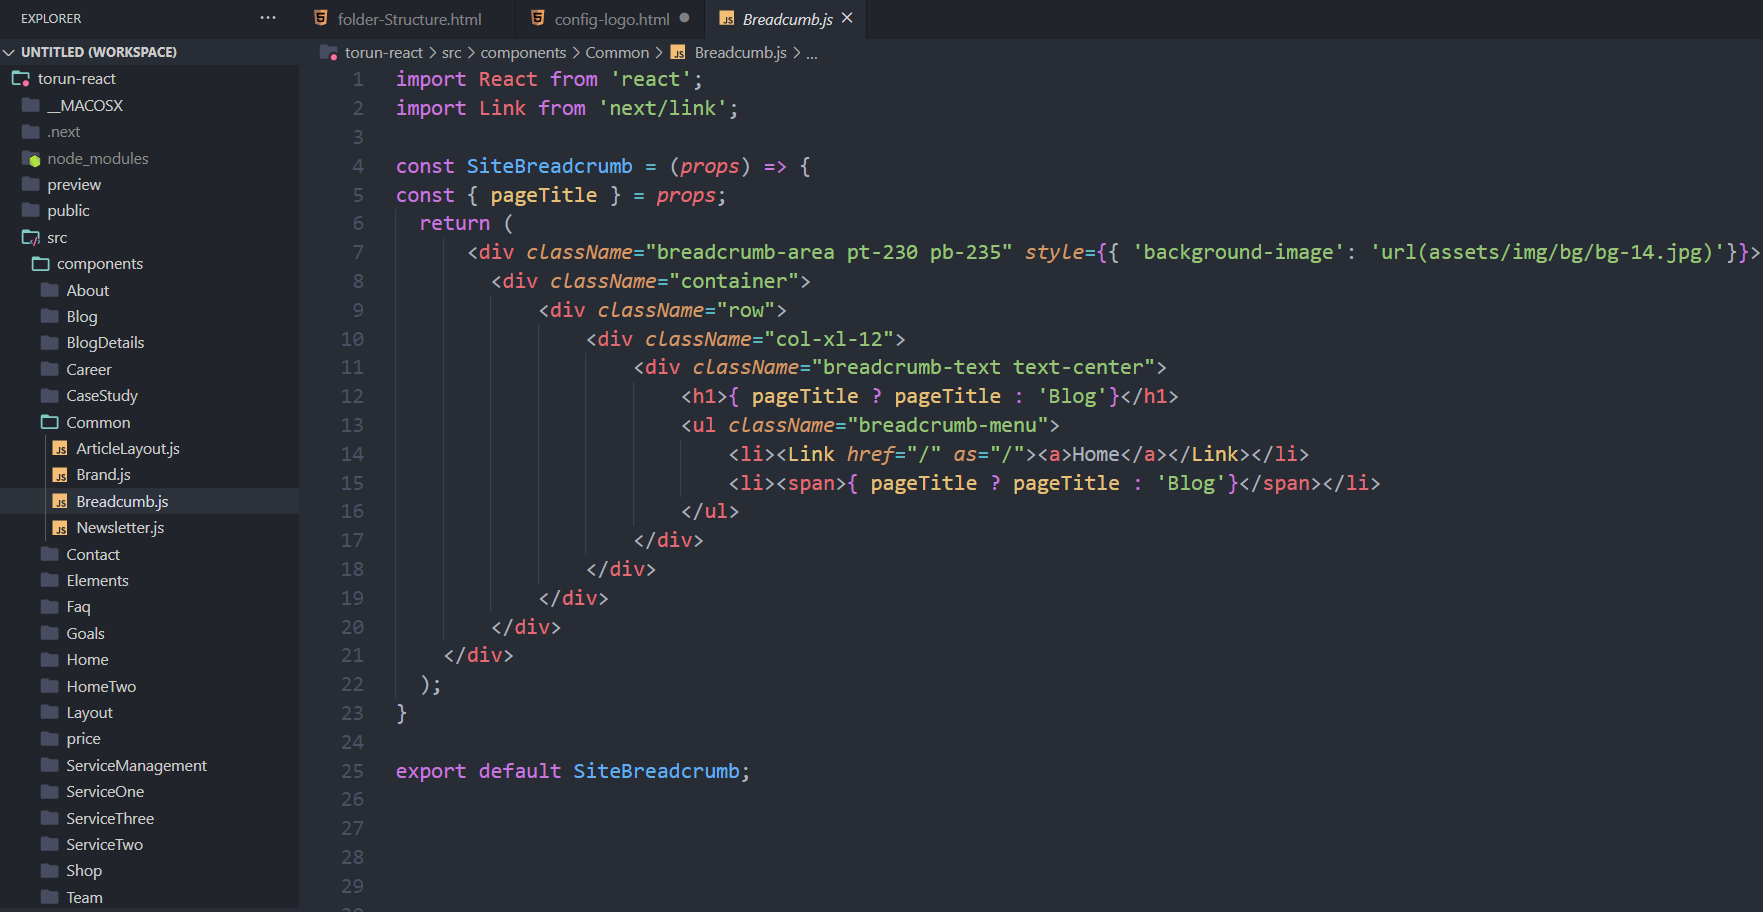 EXPLORER ···
UNTITLED (WORKSPACE)
torun-react
__MACOSX
.next
node_modules
preview
public
src
components
About
Blog
BlogDetails
Career
CaseStudy
Common
ArticleLayout.js
Brand.js
Breadcumb.js
Newsletter.js
Contact
Elements
Faq
Goals
Home
HomeTwo
Layout
price
ServiceManagement
ServiceOne
ServiceThree
ServiceTwo
Shop
Team
folder-Structure.html config-logo.html JS Breadcumb.js
torun-react > src > components > Common > JS Breadcumb.js > ...
1 import React from 'react';
2 import Link from 'next/link';
3
4 const SiteBreadcrumb = (props) => {
5 const { pageTitle } = props;
6 return (
7 <div className="breadcrumb-area pt-230 pb-235" style={{ 'background-image': 'url(assets/img/bg/bg-14.jpg)'}}>
8 <div className="container">
9 <div className="row">
10 <div className="col-xl-12">
11 <div className="breadcrumb-text text-center">
12 <h1>{ pageTitle ? pageTitle : 'Blog'}</h1>
13 <ul className="breadcrumb-menu">
14 <li><Link href="/" as="/"><a>Home</a></Link></li>
15 <li><span>{ pageTitle ? pageTitle : 'Blog'}</span></li>
16 </ul>
17 </div>
18 </div>
19 </div>
20 </div>
21 </div>
22 );
23 }
24
25 export default SiteBreadcrumb;
26
27
28
29